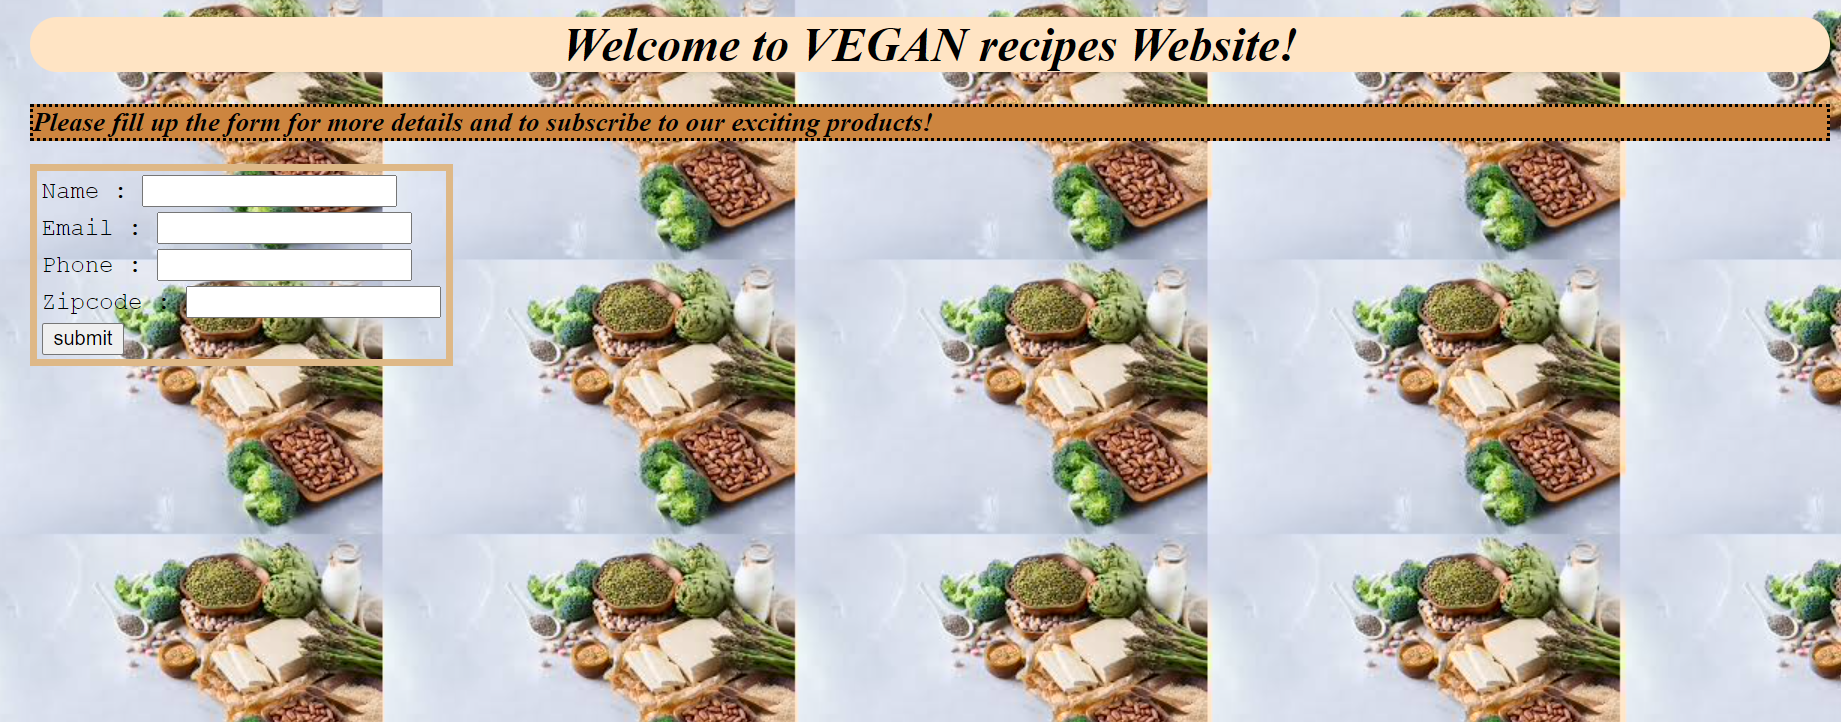 Welcome to VEGAN recipes Website!
Please fill up the form for more details and to subscribe to our exciting products!
Name :
Email :
Phone :
Zipcode :
submit